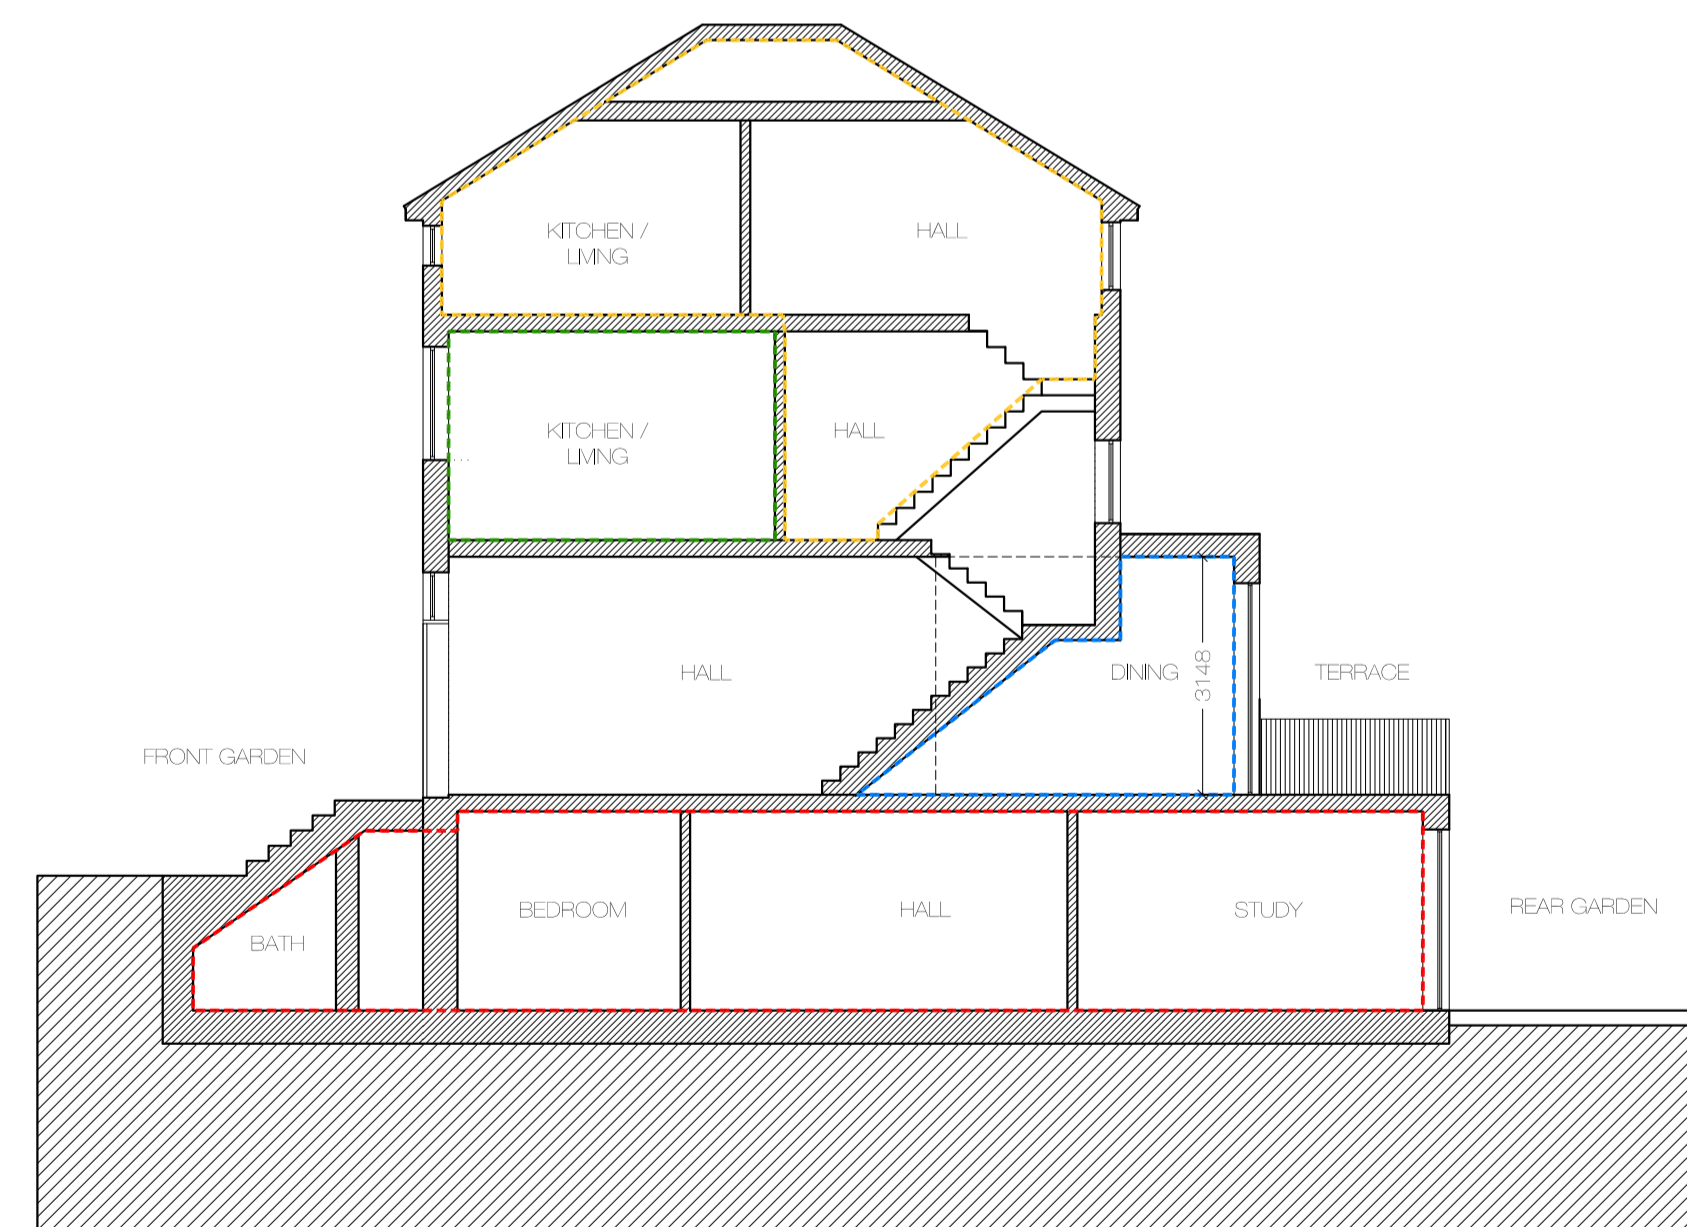 KITCHEN /
LIVING
HALL
KITCHEN /
LIVING
HALL
HALL
DINING
3148
TERRACE
FRONT GARDEN
BATH
BEDROOM
HALL
STUDY
REAR GARDEN